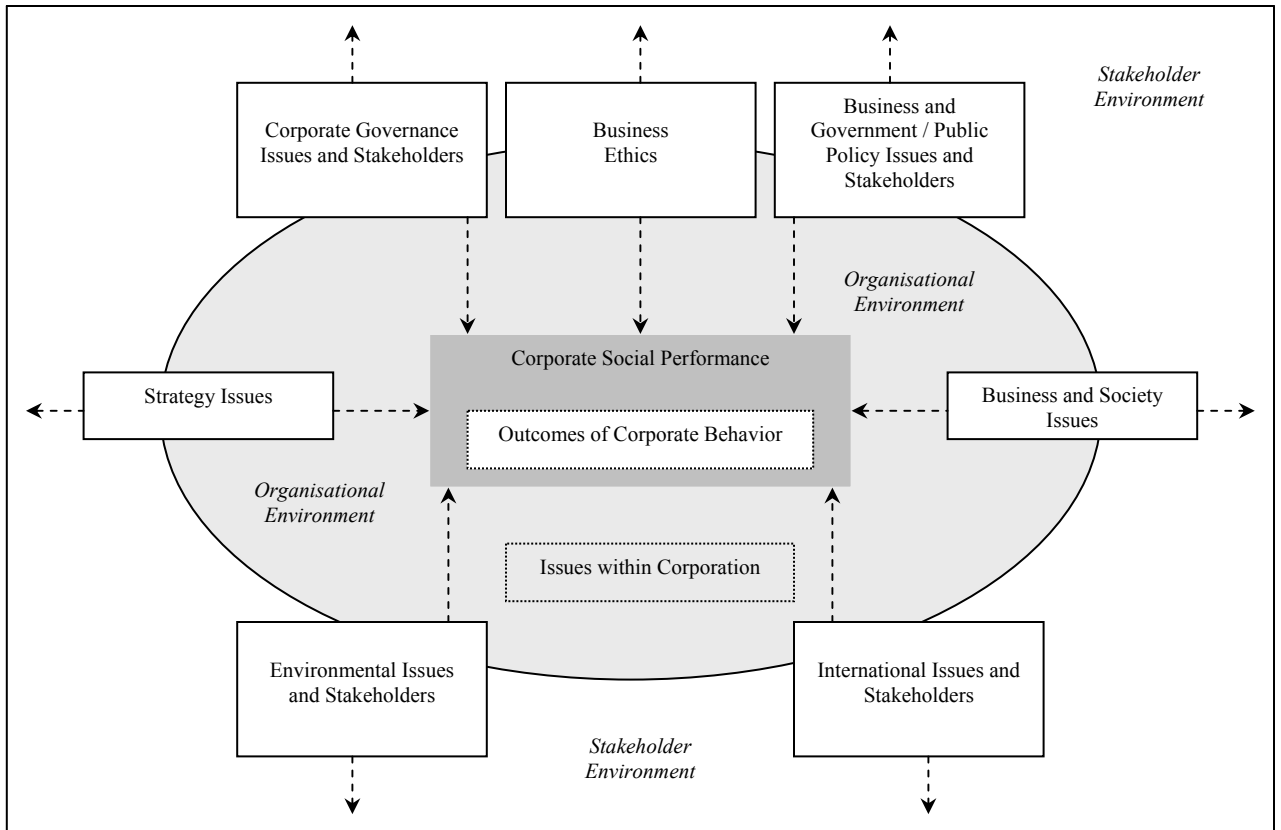 Stakeholder
Environment
Corporate Governance
Issues and Stakeholders
Business
Ethics
Business and
Government / Public
Policy Issues and
Stakeholders
Organisational
Environment
Corporate Social Performance
Strategy Issues
Business and Society
Issues
Outcomes of Corporate Behavior
Organisational
Environment
Issues within Corporation
Environmental Issues
and Stakeholders
International Issues and
Stakeholders
Stakeholder
Environment